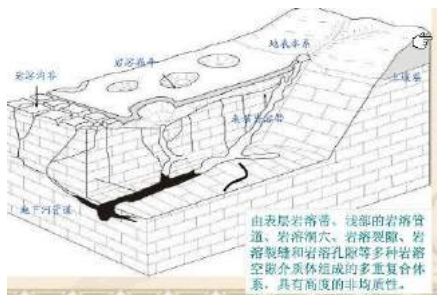 地表水系
岩溶漏斗
岩溶沟谷
土壤层
表层岩溶带
地下河管道
由表层岩溶带、浅部的岩溶管
道、岩溶洞穴、岩溶裂隙、岩
溶裂缝和岩溶孔隙等多种岩溶
空隙介质体组成的多重复合体
系，具有高度的非均质性。